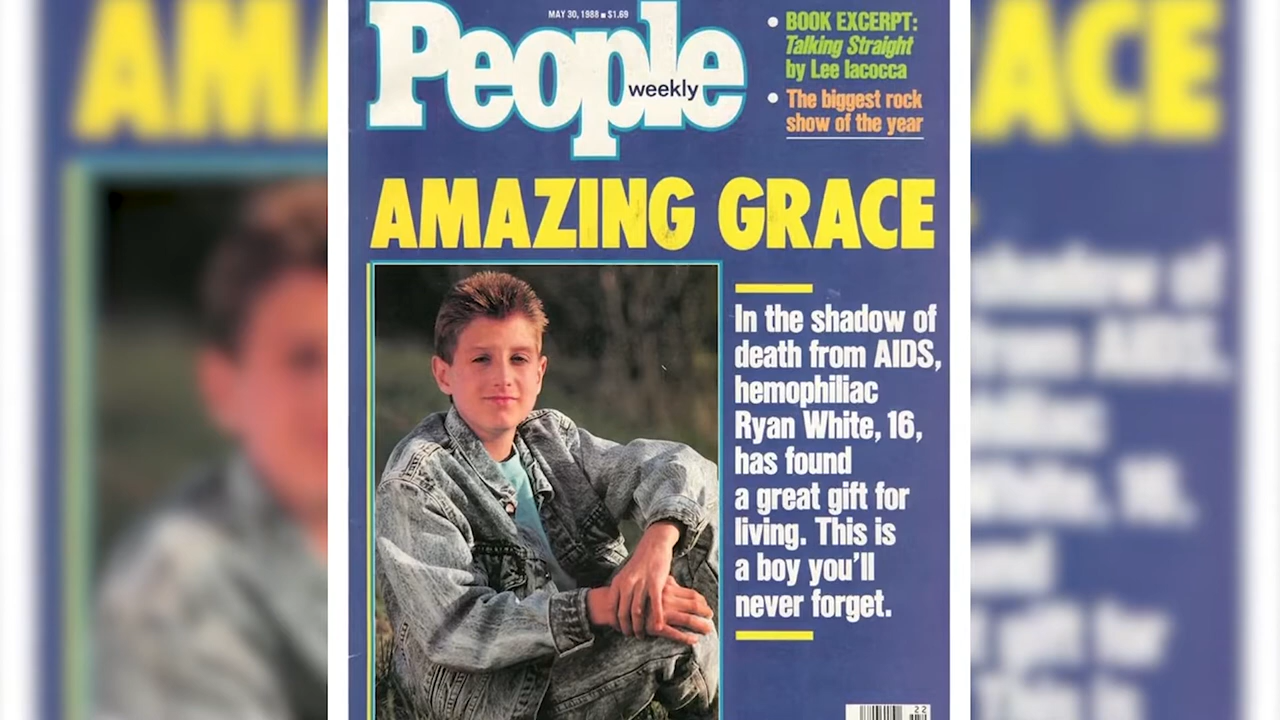 MAY 30, 1988 ■ $1.69
People
weekly
● BOOK EXCERPT:
Talking Straight
by Lee Iacocca
● The biggest rock
show of the year
AMAZING GRACE
In the shadow of
death from AIDS,
hemophiliac
Ryan White, 16,
has found
a great gift for
living. This is
a boy you'll
never forget.
22